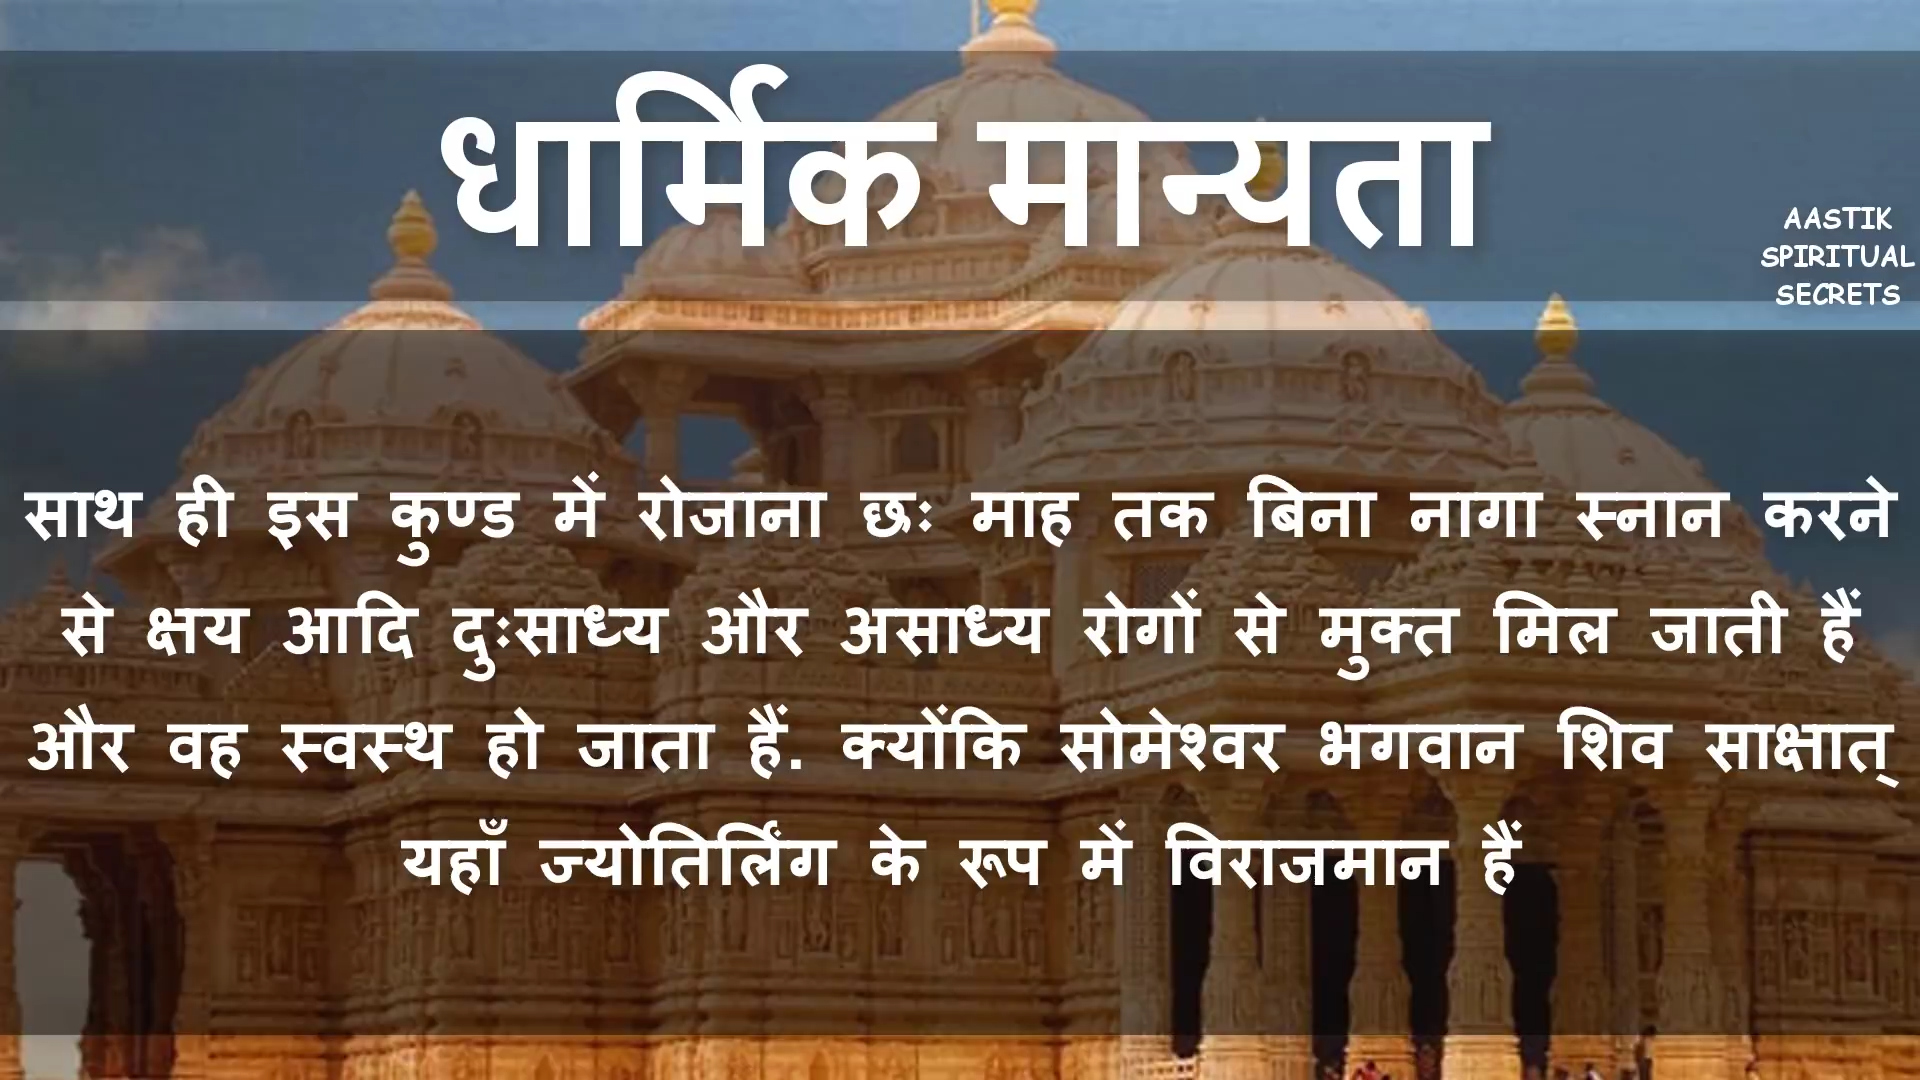 धार्मिक मान्यता
AASTIK
SPIRITUAL
SECRETS
साथ ही इस कुण्ड में रोजाना छः माह तक बिना नागा स्नान करने
से क्षय आदि दुःसाध्य और असाध्य रोगों से मुक्त मिल जाती हैं
और वह स्वस्थ हो जाता हैं. क्योंकि सोमेश्वर भगवान शिव साक्षात्
यहाँ ज्योतिर्लिंग के रूप में विराजमान हैं